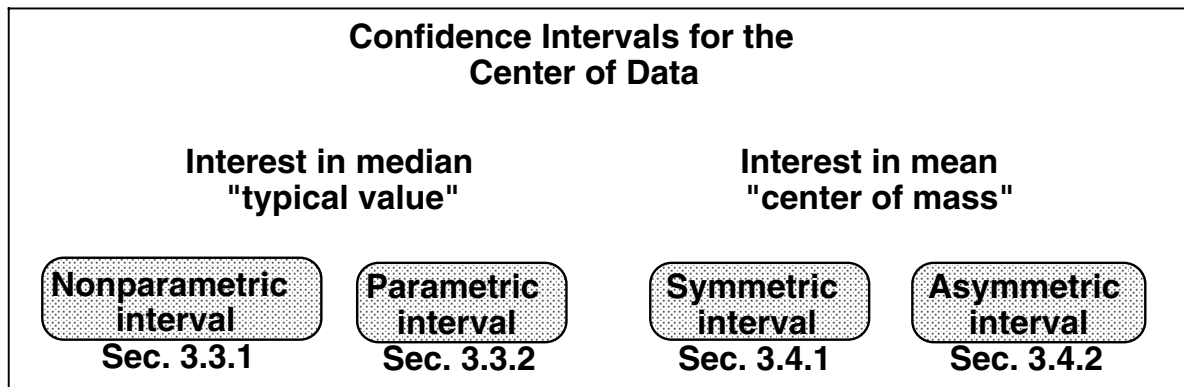 Confidence Intervals for the
Center of Data
Interest in median
"typical value"
Interest in mean
"center of mass"
Nonparametric
interval
Sec. 3.3.1
Parametric
interval
Sec. 3.3.2
Symmetric
interval
Sec. 3.4.1
Asymmetric
interval
Sec. 3.4.2